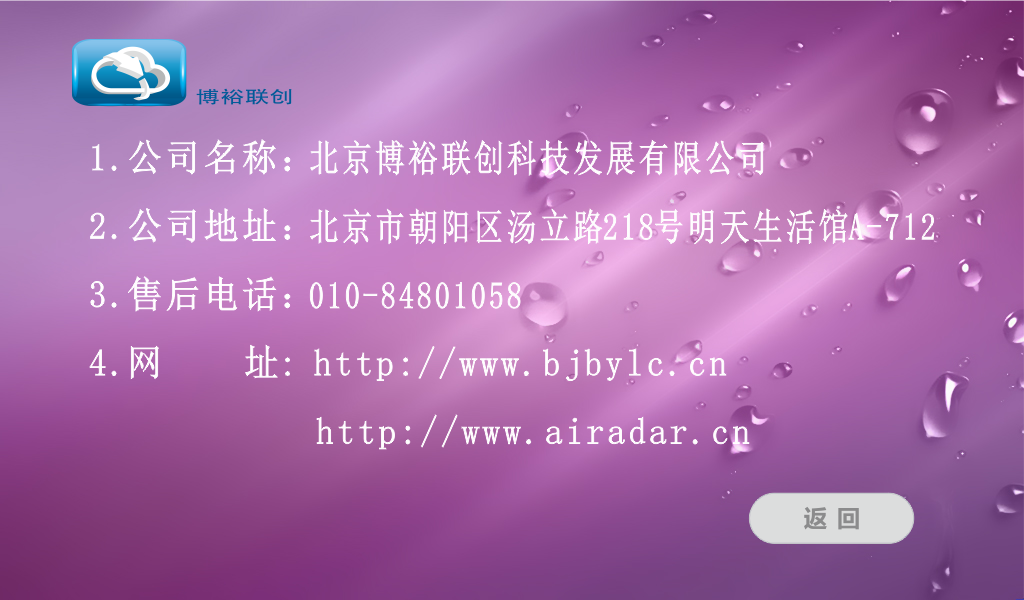 博裕联创
1.公司名称：北京博裕联创科技发展有限公司
2.公司地址：北京市朝阳区汤立路218号明天生活馆A-712
3.售后电话：010-84801058
4.网　　址: http://www.bjbylc.cn
http://www.airadar.cn
返回